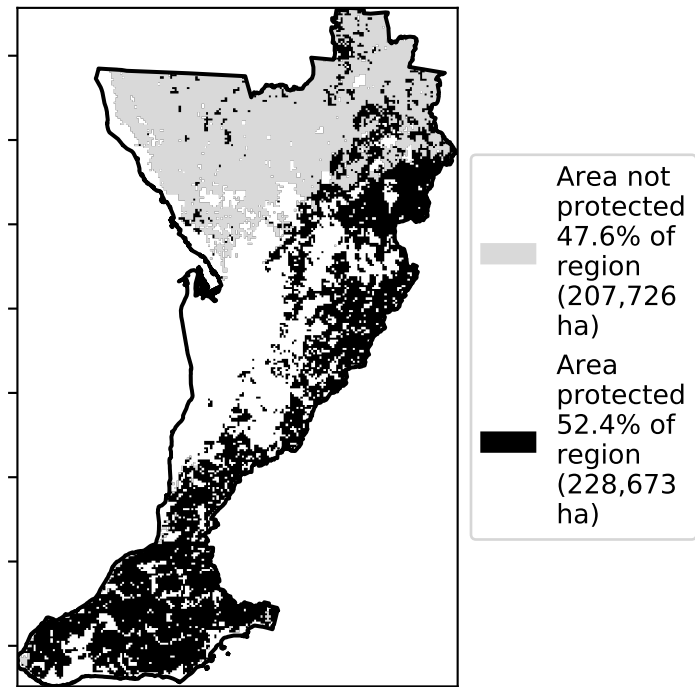 Area not
protected
47.6% of
region
(207,726
ha)
Area
protected
52.4% of
region
(228,673
ha)